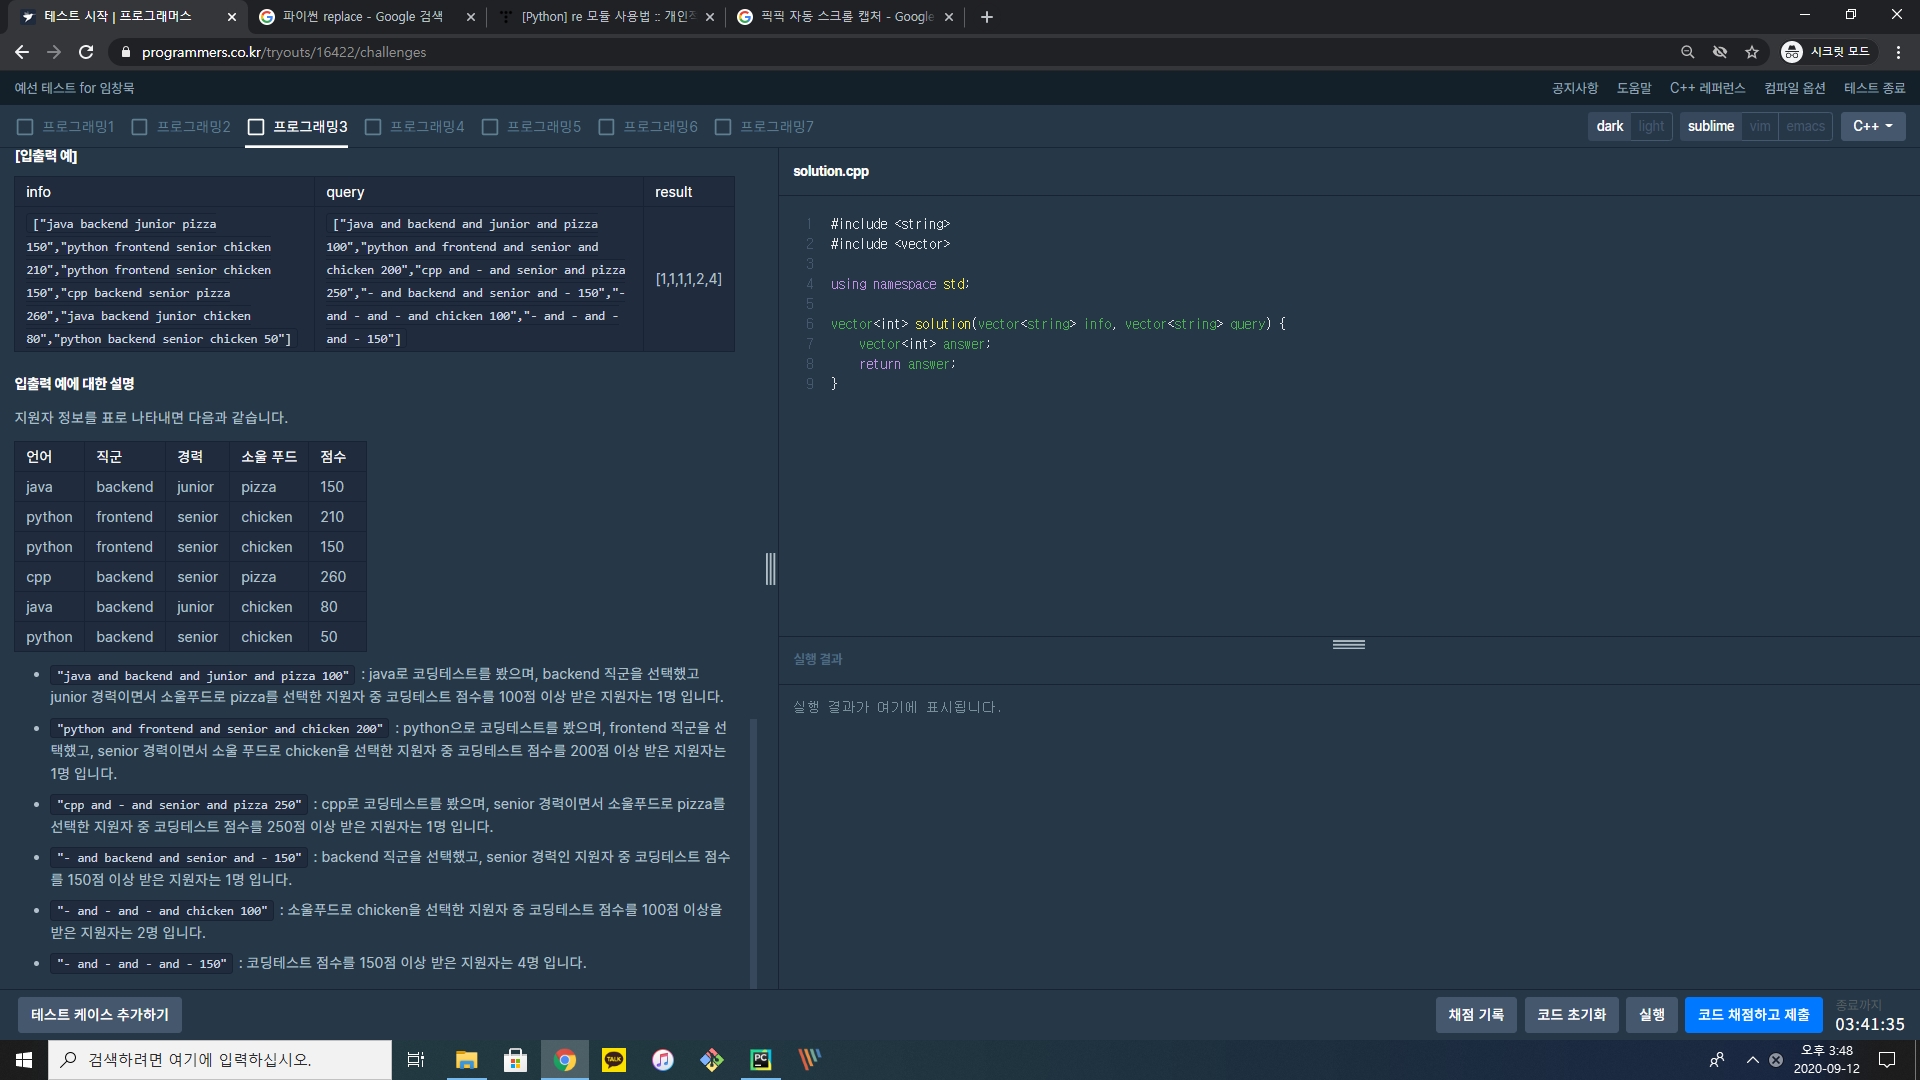 테스트 시작 | 프로그래머스
파이썬 replace - Google 검색
[Python] re 모듈 사용법 :: 개인적
픽픽 자동 스크롤 캡처 - Google
programmers.co.kr/tryouts/16422/challenges
시크릿 모드
예선 테스트 for 임창묵
공지사항 도움말 C++ 레퍼런스 컴파일 옵션 테스트 종료
프로그래밍1 프로그래밍2 프로그래밍3 프로그래밍4 프로그래밍5 프로그래밍6 프로그래밍7
dark light sublime vim emacs C++
[입출력 예]
info query result
["java backend junior pizza
150","python frontend senior chicken
210","python frontend senior chicken
150","cpp backend senior pizza
260","java backend junior chicken
80","python backend senior chicken 50"]
["java and backend and junior and pizza
100","python and frontend and senior and
chicken 200","cpp and - and senior and pizza
250","- and backend and senior and - 150","-
and - and - and chicken 100","- and - and -
and - 150"]
[1,1,1,1,2,4]
입출력 예에 대한 설명
지원자 정보를 표로 나타내면 다음과 같습니다.
언어 직군 경력 소울 푸드 점수
java backend junior pizza 150
python frontend senior chicken 210
python frontend senior chicken 150
cpp backend senior pizza 260
java backend junior chicken 80
python backend senior chicken 50
• "java and backend and junior and pizza 100" : java로 코딩테스트를 봤으며, backend 직군을 선택했고
junior 경력이면서 소울푸드로 pizza를 선택한 지원자 중 코딩테스트 점수를 100점 이상 받은 지원자는 1명 입니다.
• "python and frontend and senior and chicken 200" : python으로 코딩테스트를 봤으며, frontend 직군을 선
택했고, senior 경력이면서 소울 푸드로 chicken을 선택한 지원자 중 코딩테스트 점수를 200점 이상 받은 지원자는
1명 입니다.
• "cpp and - and senior and pizza 250" : cpp로 코딩테스트를 봤으며, senior 경력이면서 소울푸드로 pizza를
선택한 지원자 중 코딩테스트 점수를 250점 이상 받은 지원자는 1명 입니다.
• "- and backend and senior and - 150" : backend 직군을 선택했고, senior 경력인 지원자 중 코딩테스트 점수
를 150점 이상 받은 지원자는 1명 입니다.
• "- and - and - and chicken 100" : 소울푸드로 chicken을 선택한 지원자 중 코딩테스트 점수를 100점 이상을
받은 지원자는 2명 입니다.
• "- and - and - and - 150" : 코딩테스트 점수를 150점 이상 받은 지원자는 4명 입니다.
solution.cpp
1 #include <string>
2 #include <vector>
3
4 using namespace std;
5
6 vector<int> solution(vector<string> info, vector<string> query) {
7 vector<int> answer;
8 return answer;
9 }
실행 결과
실행 결과가 여기에 표시됩니다.
테스트 케이스 추가하기
채점 기록
코드 초기화
실행
코드 채점하고 제출
종료까지
03:41:35
검색하려면 여기에 입력하십시오.
TALK
PC
오후 3:48
2020-09-12